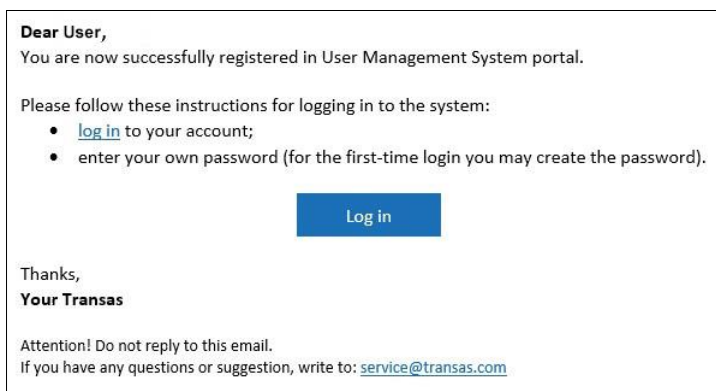 Dear User,
You are now successfully registered in User Management System portal.
Please follow these instructions for logging in to the system:
• log in to your account;
• enter your own password (for the first-time login you may create the password).
Log in
Thanks,
Your Transas
Attention! Do not reply to this email.
If you have any questions or suggestion, write to: service@transas.com